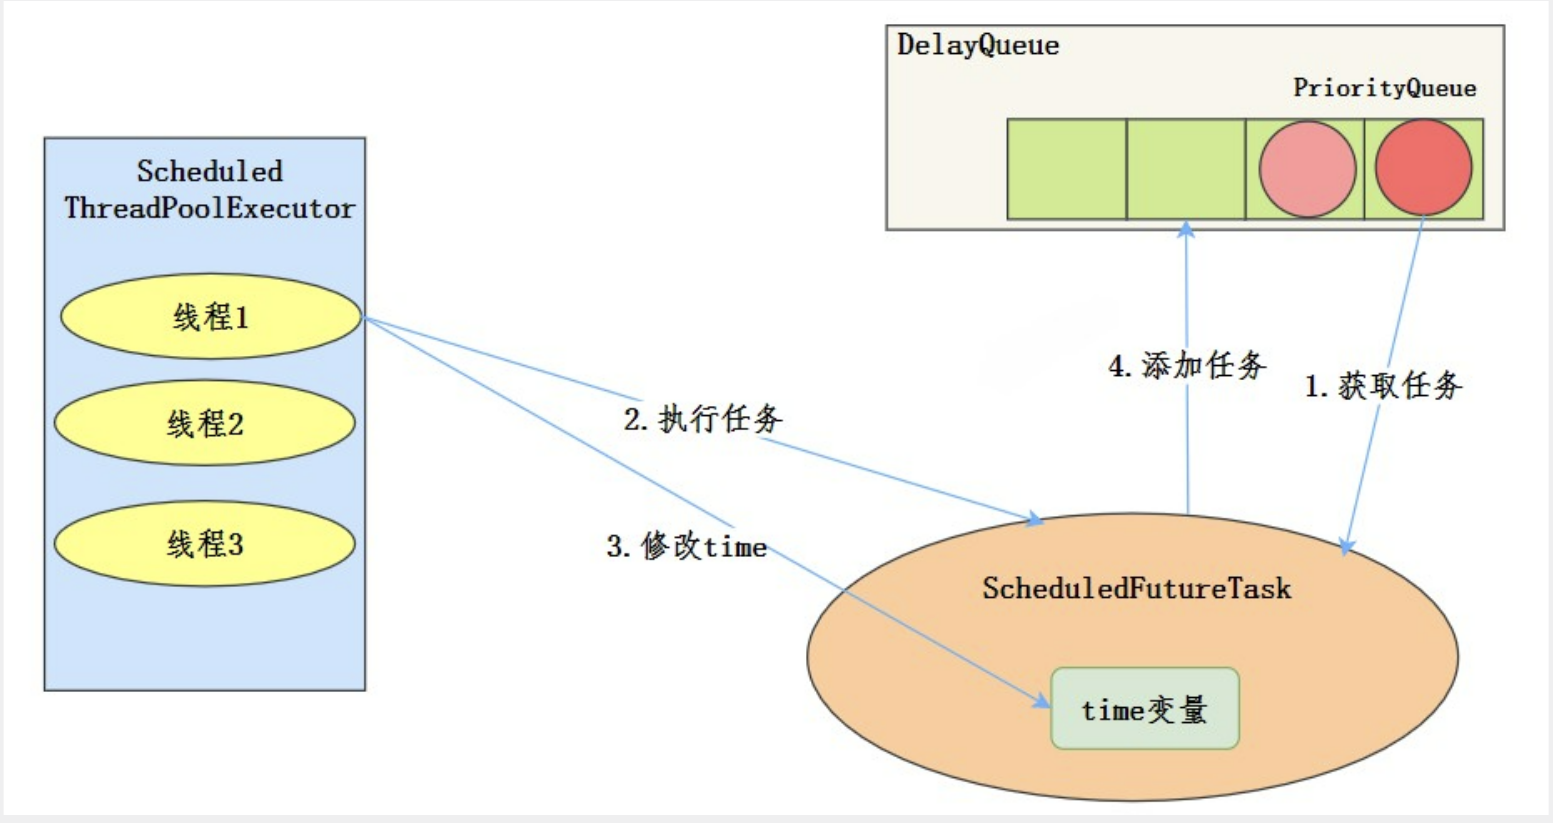 DelayQueue
PriorityQueue
Scheduled
ThreadPoolExecutor
线程1
线程2
线程3
4.添加任务
1.获取任务
2.执行任务
3.修改time
ScheduledFutureTask
time变量